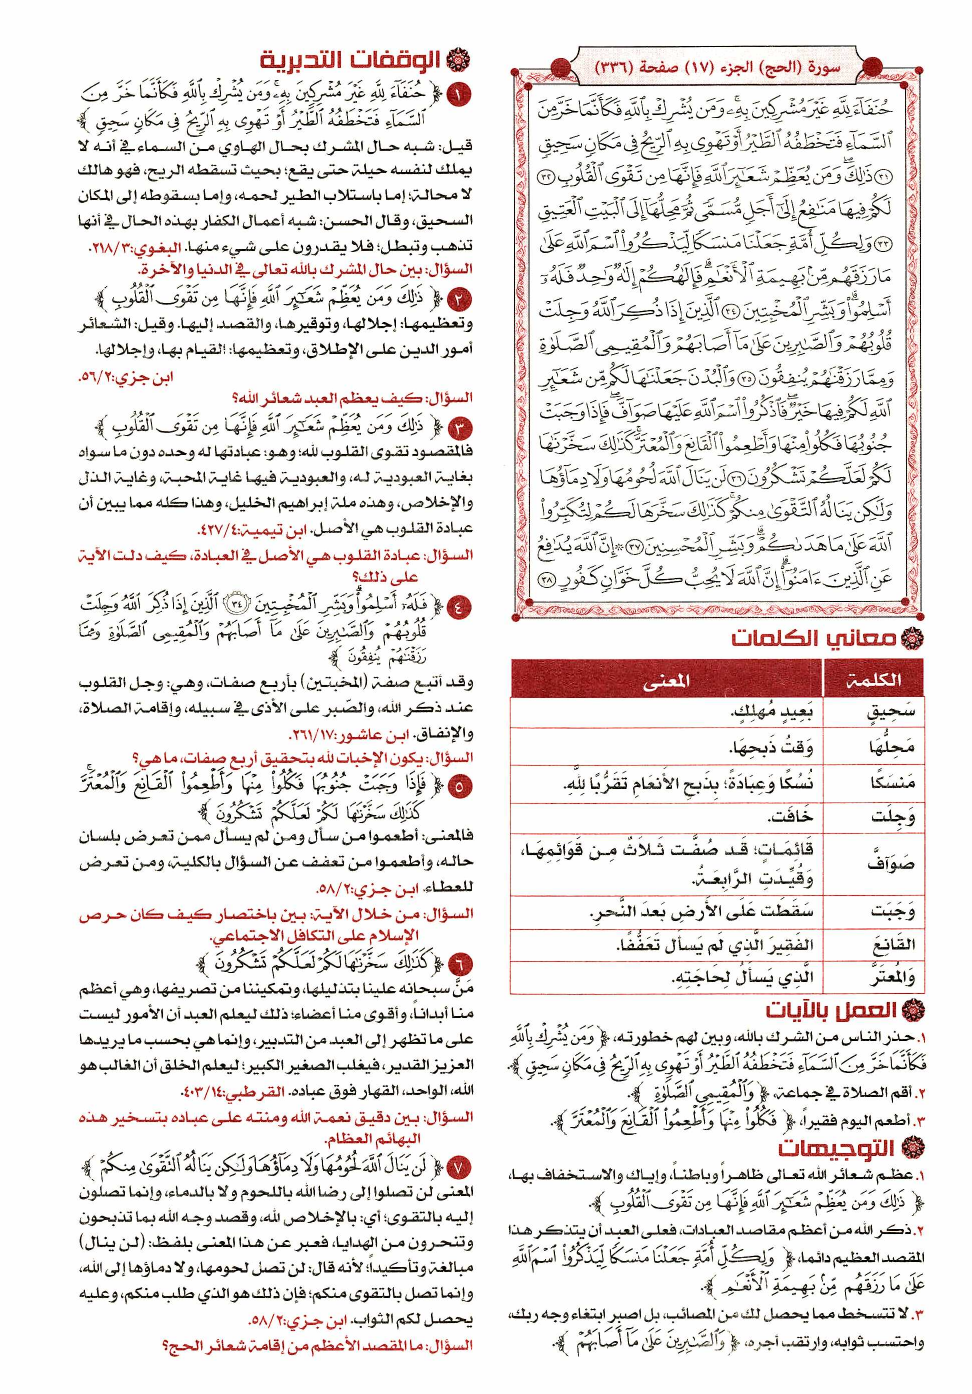 سورة (الحج) الجزء (١٧) صفحة (٣٣٦)
حُنَفَآءَ لِلَّهِ غَيْرَ مُشْرِكِينَ بِهِۦۚ وَمَن يُشْرِكْ بِٱللَّهِ فَكَأَنَّمَا خَرَّ مِنَ
ٱلسَّمَآءِ فَتَخْطَفُهُ ٱلطَّيْرُ أَوْ تَهْوِى بِهِ ٱلرِّيحُ فِى مَكَانٍ سَحِيقٍ
٣١ ذَٰلِكَۖ وَمَن يُعَظِّمْ شَعَٰٓئِرَ ٱللَّهِ فَإِنَّهَا مِن تَقْوَى ٱلْقُلُوبِ ٣٢
لَكُمْ فِيهَا مَنَٰفِعُ إِلَىٰٓ أَجَلٍ مُّسَمًّى ثُمَّ مَحِلُّهَآ إِلَى ٱلْبَيْتِ ٱلْعَتِيقِ
٣٣ وَلِكُلِّ أُمَّةٍ جَعَلْنَا مَنسَكًا لِّيَذْكُرُوا۟ ٱسْمَ ٱللَّهِ عَلَىٰ
مَا رَزَقَهُم مِّنۢ بَهِيمَةِ ٱلْأَنْعَٰمِۗ فَإِلَٰهُكُمْ إِلَٰهٌ وَٰحِدٌ فَلَهُۥٓ
أَسْلِمُوا۟ۗ وَبَشِّرِ ٱلْمُخْبِتِينَ ٣٤ ٱلَّذِينَ إِذَا ذُكِرَ ٱللَّهُ وَجِلَتْ
قُلُوبُهُمْ وَٱلصَّٰبِرِينَ عَلَىٰ مَآ أَصَابَهُمْ وَٱلْمُقِيمِى ٱلصَّلَوٰةِ
وَمِمَّا رَزَقْنَٰهُمْ يُنفِقُونَ ٣٥ وَٱلْبُدْنَ جَعَلْنَٰهَا لَكُم مِّن شَعَٰٓئِرِ
ٱللَّهِ لَكُمْ فِيهَا خَيْرٌۖ فَٱذْكُرُوا۟ ٱسْمَ ٱللَّهِ عَلَيْهَا صَوَآفَّۖ فَإِذَا وَجَبَتْ
جُنُوبُهَا فَكُلُوا۟ مِنْهَا وَأَطْعِمُوا۟ ٱلْقَانِعَ وَٱلْمُعْتَرَّۚ كَذَٰلِكَ سَخَّرْنَٰهَا
لَكُمْ لَعَلَّكُمْ تَشْكُرُونَ ٣٦ لَن يَنَالَ ٱللَّهَ لُحُومُهَا وَلَا دِمَآؤُهَا
وَلَٰكِن يَنَالُهُ ٱلتَّقْوَىٰ مِنكُمْۚ كَذَٰلِكَ سَخَّرَهَا لَكُمْ لِتُكَبِّرُوا۟
ٱللَّهَ عَلَىٰ مَا هَدَىٰكُمْۗ وَبَشِّرِ ٱلْمُحْسِنِينَ ٣٧ ۞ إِنَّ ٱللَّهَ يُدَٰفِعُ
عَنِ ٱلَّذِينَ ءَامَنُوٓا۟ۗ إِنَّ ٱللَّهَ لَا يُحِبُّ كُلَّ خَوَّانٍ كَفُورٍ ٣٨
معاني الكلمات
الكلمة المعنى
سَحِيقٍ بَعِيدٍ مُهلِكٍ.
مَحِلُّهَا وَقتُ ذَبحِهَا.
مَنسَكًا نُسُكًا وَعِبَادَةً؛ بِذَبحِ الأَنعَامِ تَقَرُّبًا لِلَّهِ.
وَجِلَت خَافَت.
صَوَآفَّ قَائِمَاتٍ؛ قَد صُفَّت ثَلَاثٌ مِن قَوَائِمِهَا،
وَقُيِّدَتِ الرَّابِعَةُ.
وَجَبَت سَقَطَت عَلَى الأَرضِ بَعدَ النَّحرِ.
القَانِعَ الفَقِيرَ الَّذِي لَم يَسأَل تَعَفُّفًا.
وَالمُعتَرَّ الَّذِي يَسأَلُ لِحَاجَتِهِ.
العمل بالآيات
١. حذر الناس من الشرك بالله، وبين لهم خطورته، ﴿ وَمَن يُشْرِكْ بِٱللَّهِ
فَكَأَنَّمَا خَرَّ مِنَ ٱلسَّمَآءِ فَتَخْطَفُهُ ٱلطَّيْرُ أَوْ تَهْوِى بِهِ ٱلرِّيحُ فِى مَكَانٍ سَحِيقٍ ﴾.
٢. أقم الصلاة في جماعة، ﴿ وَٱلْمُقِيمِى ٱلصَّلَوٰةِ ﴾.
٣. أطعم اليوم فقيراً، ﴿ فَكُلُوا۟ مِنْهَا وَأَطْعِمُوا۟ ٱلْقَانِعَ وَٱلْمُعْتَرَّ ﴾.
التوجيهات
١. عظم شعائر الله تعالى ظاهراً وباطناً، وإياك والاستخفاف بها،
﴿ ذَٰلِكَ وَمَن يُعَظِّمْ شَعَٰٓئِرَ ٱللَّهِ فَإِنَّهَا مِن تَقْوَى ٱلْقُلُوبِ ﴾.
٢. ذكر الله من أعظم مقاصد العبادات، فعلى العبد أن يتذكر هذا
المقصد العظيم دائما، ﴿ وَلِكُلِّ أُمَّةٍ جَعَلْنَا مَنسَكًا لِّيَذْكُرُوا۟ ٱسْمَ ٱللَّهِ
عَلَىٰ مَا رَزَقَهُم مِّنۢ بَهِيمَةِ ٱلْأَنْعَٰمِ ﴾.
٣. لا تتسخط مما يحصل لك من المصائب، بل اصبر ابتغاء وجه ربك،
واحتسب ثوابه، وارتقب أجره، ﴿ وَٱلصَّٰبِرِينَ عَلَىٰ مَآ أَصَابَهُمْ ﴾.
الوقفات التدبرية
١ ﴿ حُنَفَآءَ لِلَّهِ غَيْرَ مُشْرِكِينَ بِهِۦۚ وَمَن يُشْرِكْ بِٱللَّهِ فَكَأَنَّمَا خَرَّ مِنَ
ٱلسَّمَآءِ فَتَخْطَفُهُ ٱلطَّيْرُ أَوْ تَهْوِى بِهِ ٱلرِّيحُ فِى مَكَانٍ سَحِيقٍ ﴾
قيل: شبه حال المشرك بحال الهاوي من السماء في أنه لا
يملك لنفسه حيلة حتى يقع؛ بحيث تسقطه الريح، فهو هالك
لا محالة؛ إما باستلاب الطير لحمه، وإما بسقوطه إلى المكان
السحيق، وقال الحسن: شبه أعمال الكفار بهذه الحال في أنها
تذهب وتبطل؛ فلا يقدرون على شيء منها. البغوي:٢١٨/٣.
السؤال: بين حال المشرك بالله تعالى في الدنيا والآخرة.
٢ ﴿ ذَٰلِكَ وَمَن يُعَظِّمْ شَعَٰٓئِرَ ٱللَّهِ فَإِنَّهَا مِن تَقْوَى ٱلْقُلُوبِ ﴾
وتعظيمها: إجلالها، وتوقيرها، والقصد إليها. وقيل: الشعائر
أمور الدين على الإطلاق، وتعظيمها: القيام بها، وإجلالها.
ابن جزي:٥٦/٢.
السؤال: كيف يعظم العبد شعائر الله؟
٣ ﴿ ذَٰلِكَ وَمَن يُعَظِّمْ شَعَٰٓئِرَ ٱللَّهِ فَإِنَّهَا مِن تَقْوَى ٱلْقُلُوبِ ﴾
فالمقصود تقوى القلوب لله؛ وهو: عبادتها له وحده دون ما سواه
بغاية العبودية له، والعبودية فيها غاية المحبة، وغاية الذل
والإخلاص، وهذه ملة إبراهيم الخليل، وهذا كله مما يبين أن
عبادة القلوب هي الأصل. ابن تيمية:٤٢٧/٤.
السؤال: عبادة القلوب هي الأصل في العبادة، كيف دلت الآية
على ذلك؟
٤ ﴿ فَلَهُۥٓ أَسْلِمُوا۟ۗ وَبَشِّرِ ٱلْمُخْبِتِينَ ٣٤ ٱلَّذِينَ إِذَا ذُكِرَ ٱللَّهُ وَجِلَتْ
قُلُوبُهُمْ وَٱلصَّٰبِرِينَ عَلَىٰ مَآ أَصَابَهُمْ وَٱلْمُقِيمِى ٱلصَّلَوٰةِ وَمِمَّا
رَزَقْنَٰهُمْ يُنفِقُونَ ﴾
وقد أتبع صفة (المخبتين) بأربع صفات، وهي: وجل القلوب
عند ذكر الله، والصّبر على الأذى في سبيله، وإقامة الصلاة،
والإنفاق. ابن عاشور:٢٦١/١٧.
السؤال: يكون الإخبات لله بتحقيق أربع صفات، ما هي؟
٥ ﴿ فَإِذَا وَجَبَتْ جُنُوبُهَا فَكُلُوا۟ مِنْهَا وَأَطْعِمُوا۟ ٱلْقَانِعَ وَٱلْمُعْتَرَّۚ
كَذَٰلِكَ سَخَّرْنَٰهَا لَكُمْ لَعَلَّكُمْ تَشْكُرُونَ ﴾
فالمعنى: أطعموا من سأل ومن لم يسأل ممن تعرض بلسان
حاله، وأطعموا من تعفف عن السؤال بالكلية، ومن تعرض
للعطاء. ابن جزي:٥٨/٢.
السؤال: من خلال الآية: بين باختصار كيف كان حرص
الإسلام على التكافل الاجتماعي.
٦ ﴿ كَذَٰلِكَ سَخَّرْنَٰهَا لَكُمْ لَعَلَّكُمْ تَشْكُرُونَ ﴾
مَنَّ سبحانه علينا بتذليلها، وتمكيننا من تصريفها، وهي أعظم
منا أبداناً، وأقوى منا أعضاء؛ ذلك ليعلم العبد أن الأمور ليست
على ما تظهر إلى العبد من التدبير، وإنما هي بحسب ما يريدها
العزيز القدير، فيغلب الصغير الكبير؛ ليعلم الخلق أن الغالب هو
الله، الواحد، القهار فوق عباده. القرطبي:٤٠٣/١٤.
السؤال: بين دقيق نعمة الله ومنته على عباده بتسخير هذه
البهائم العظام.
٧ ﴿ لَن يَنَالَ ٱللَّهَ لُحُومُهَا وَلَا دِمَآؤُهَا وَلَٰكِن يَنَالُهُ ٱلتَّقْوَىٰ مِنكُمْ ﴾
المعنى لن تصلوا إلى رضا الله باللحوم ولا بالدماء، وإنما تصلون
إليه بالتقوى؛ أي: بالإخلاص لله، وقصد وجه الله بما تذبحون
وتنحرون من الهدايا، فعبر عن هذا المعنى بلفظ: (لن ينال)
مبالغة وتأكيداً؛ لأنه قال: لن تصل لحومها، ولا دماؤها إلى الله،
وإنما تصل بالتقوى منكم؛ فإن ذلك هو الذي طلب منكم، وعليه
يحصل لكم الثواب. ابن جزي:٥٨/٢.
السؤال: ما المقصد الأعظم من إقامة شعائر الحج؟